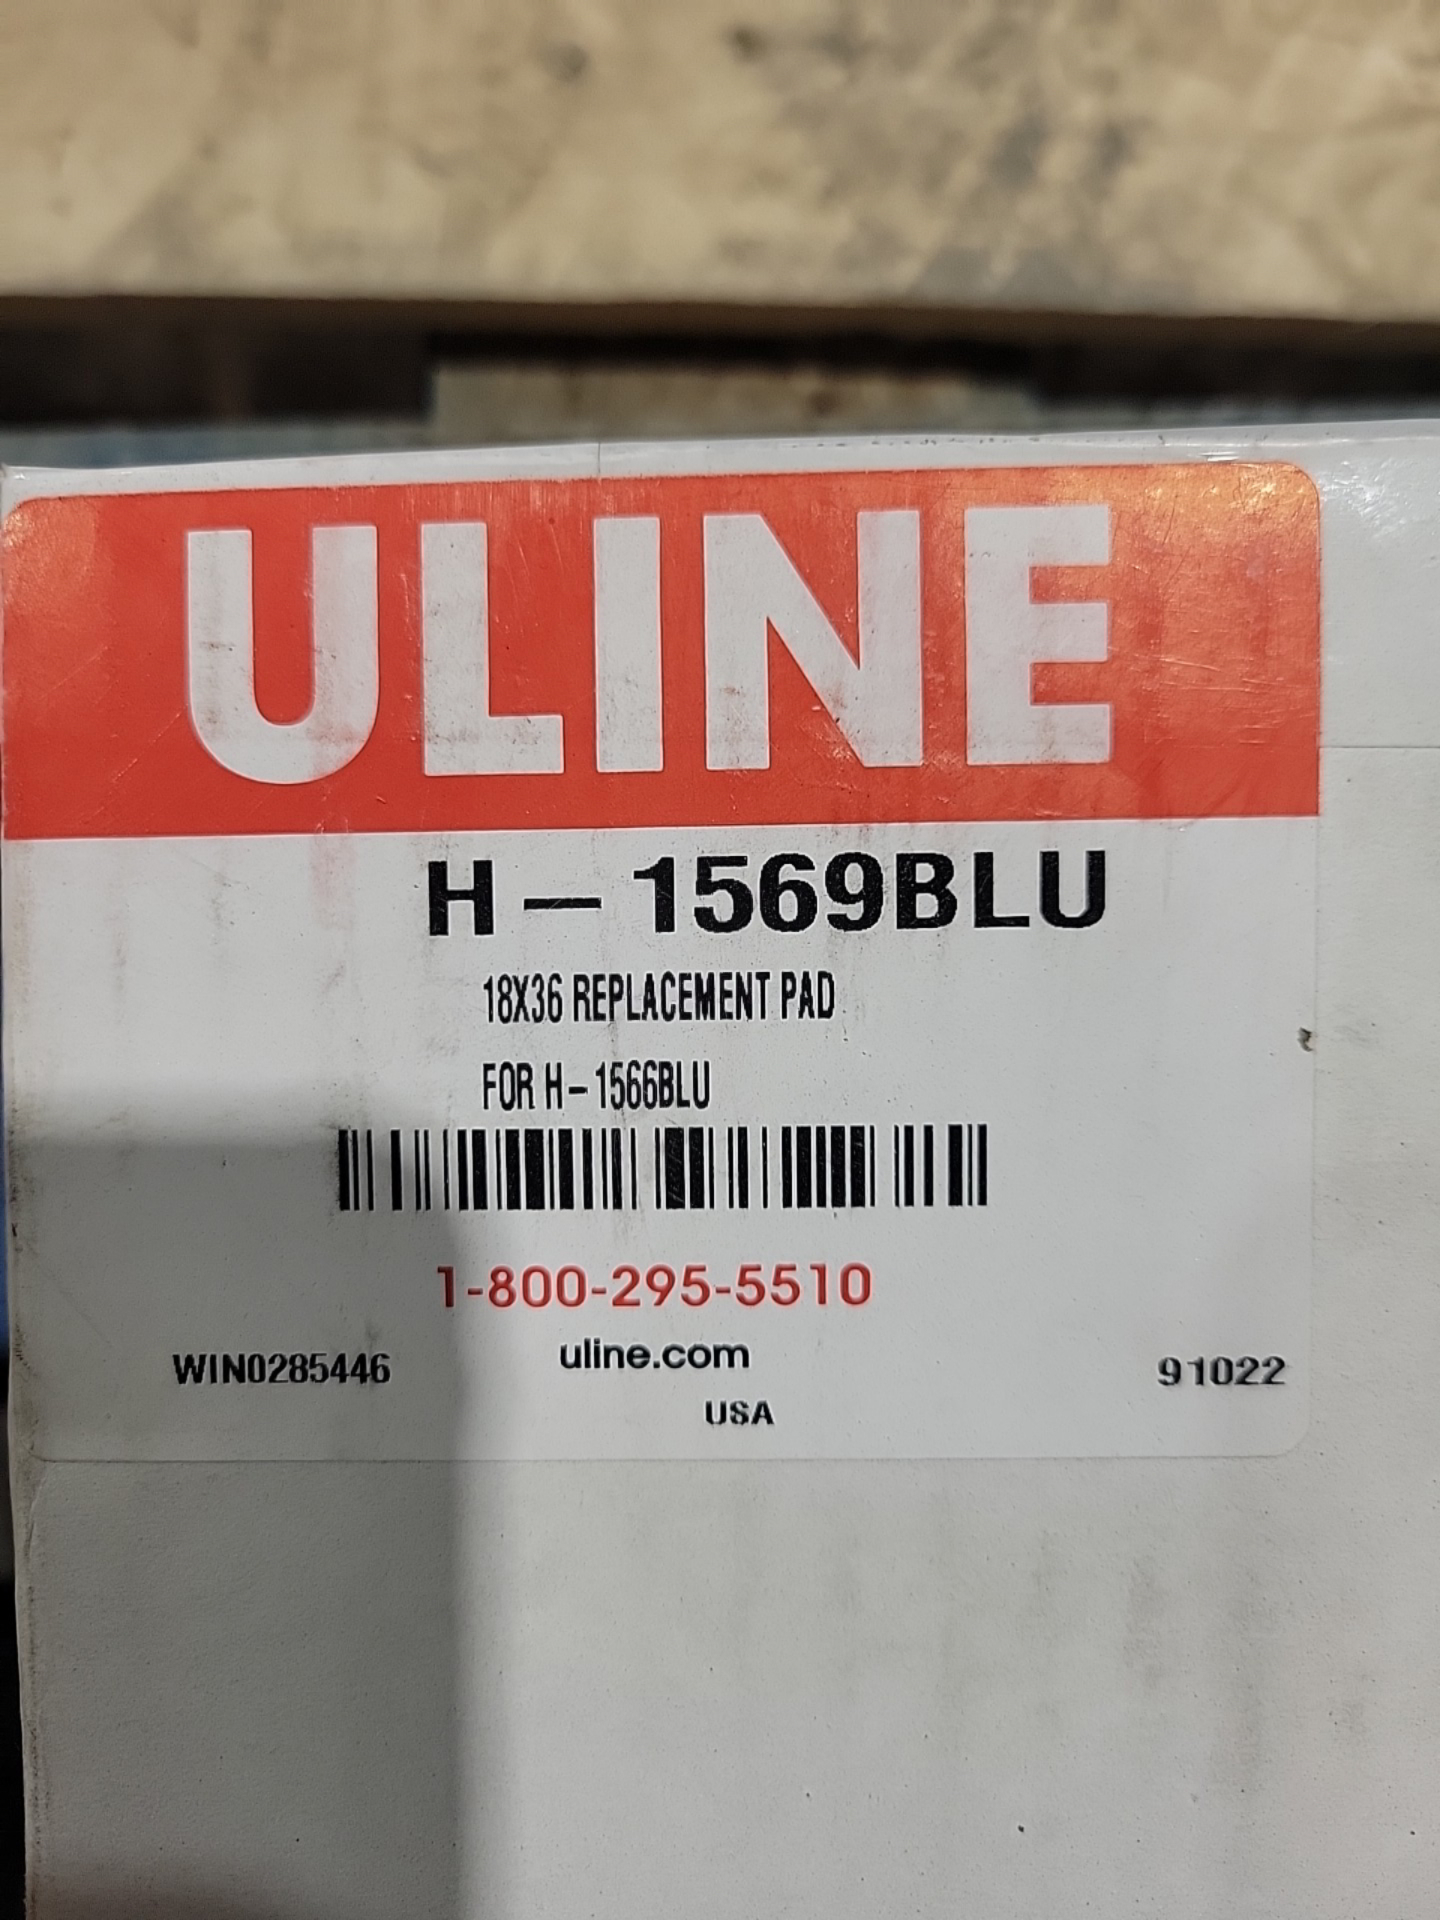 ULINE
H-1569BLU
18X36 REPLACEMENT PAD
FOR H-1566BLU
1-800-295-5510
WIN0285446 uline.com 91022
USA